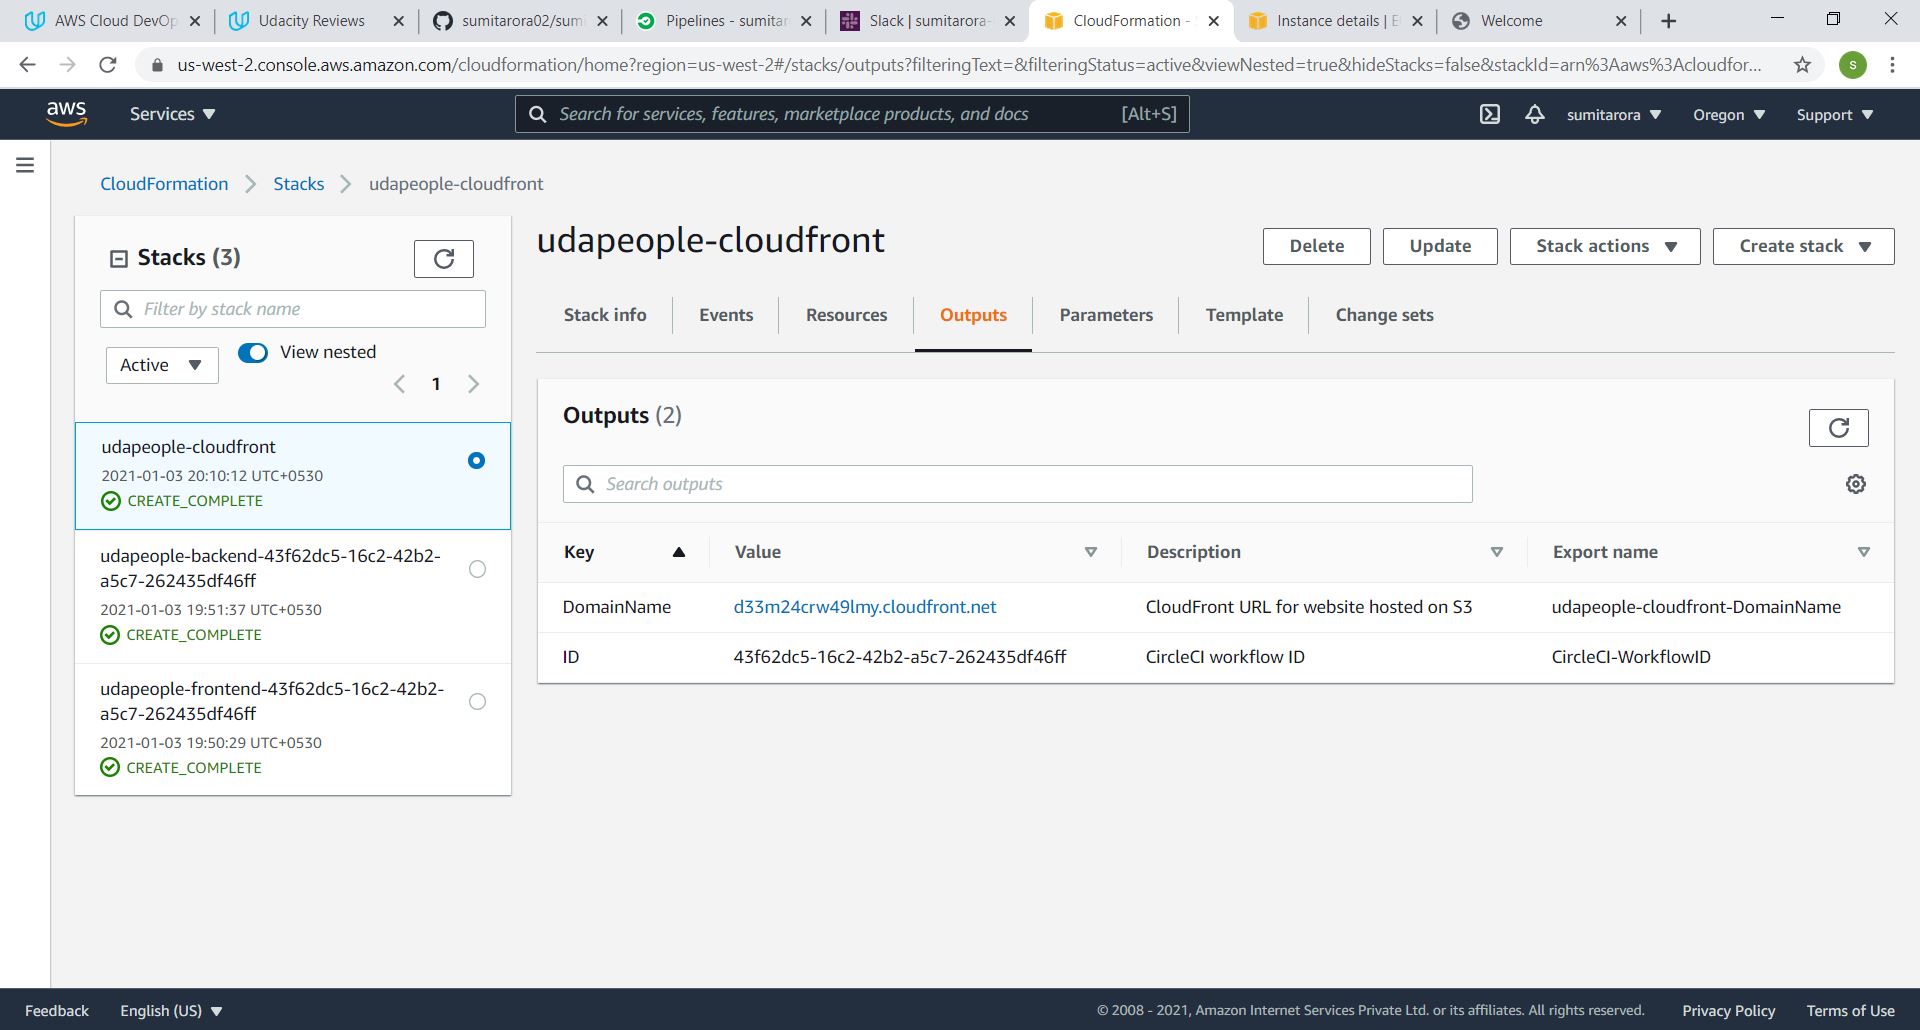 AWS Cloud DevOp
Udacity Reviews
sumitarora02/sumi
Pipelines - sumitar
Slack | sumitarora-
CloudFormation -
Instance details | E
Welcome
us-west-2.console.aws.amazon.com/cloudformation/home?region=us-west-2#/stacks/outputs?filteringText=&filteringStatus=active&viewNested=true&hideStacks=false&stackId=arn%3Aaws%3Acloudfor...
s
aws
Services
Search for services, features, marketplace products, and docs
[Alt+S]
sumitarora
Oregon
Support
CloudFormation
Stacks
udapeople-cloudfront
Stacks (3)
Filter by stack name
Active
View nested
1
udapeople-cloudfront
2021-01-03 20:10:12 UTC+0530
CREATE_COMPLETE
udapeople-backend-43f62dc5-16c2-42b2-
a5c7-262435df46ff
2021-01-03 19:51:37 UTC+0530
CREATE_COMPLETE
udapeople-frontend-43f62dc5-16c2-42b2-
a5c7-262435df46ff
2021-01-03 19:50:29 UTC+0530
CREATE_COMPLETE
udapeople-cloudfront
Delete
Update
Stack actions
Create stack
Stack info
Events
Resources
Outputs
Parameters
Template
Change sets
Outputs (2)
Search outputs
Key
Value
Description
Export name
DomainName
d33m24crw49lmy.cloudfront.net
CloudFront URL for website hosted on S3
udapeople-cloudfront-DomainName
ID
43f62dc5-16c2-42b2-a5c7-262435df46ff
CircleCI workflow ID
CircleCI-WorkflowID
Feedback
English (US)
© 2008 - 2021, Amazon Internet Services Private Ltd. or its affiliates. All rights reserved.
Privacy Policy
Terms of Use